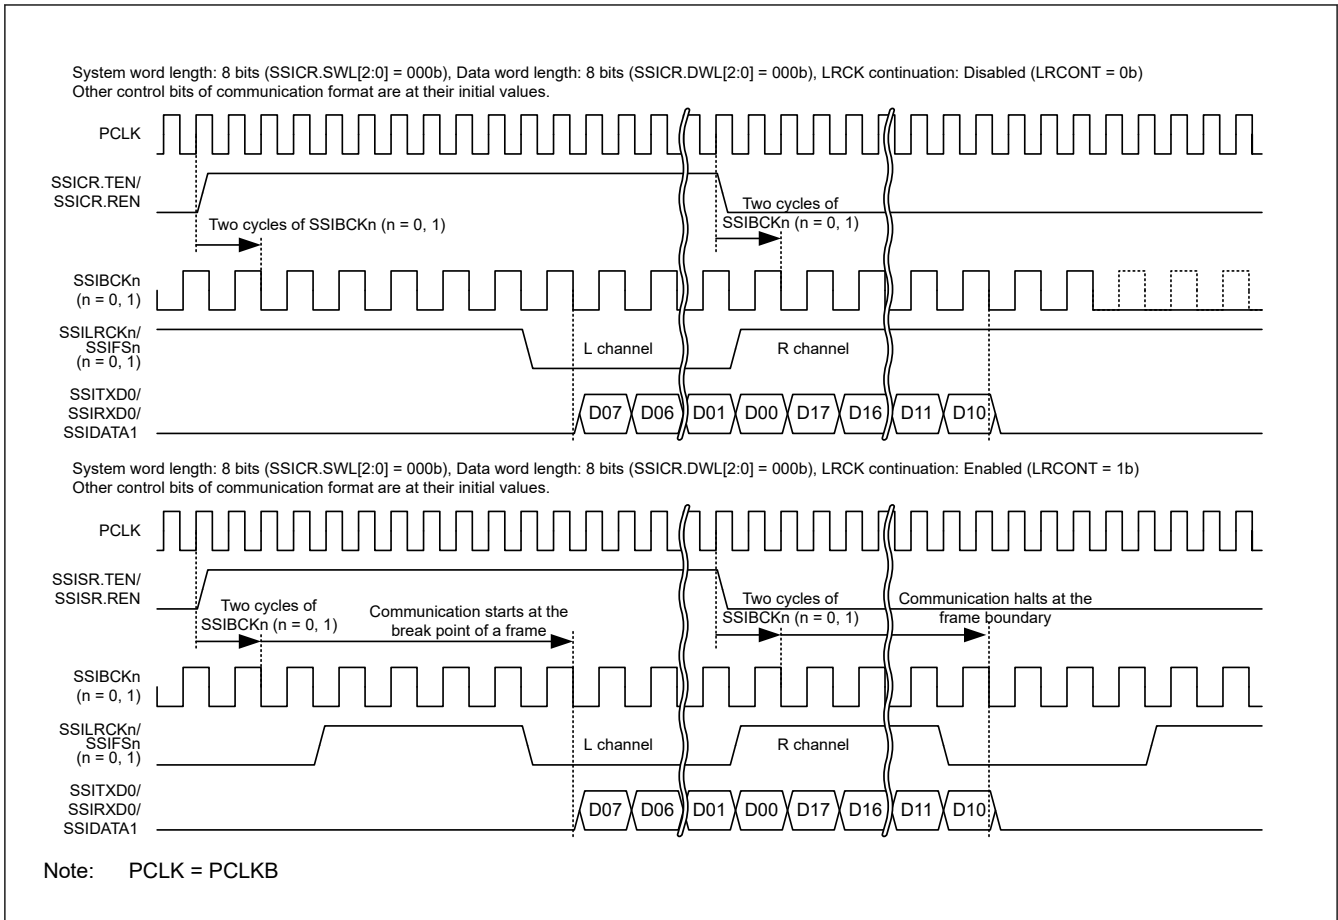 System word length: 8 bits (SSICR.SWL[2:0] = 000b), Data word length: 8 bits (SSICR.DWL[2:0] = 000b), LRCK continuation: Disabled (LRCONT = 0b)
Other control bits of communication format are at their initial values.
PCLK
SSICR.TEN/
SSICR.REN
Two cycles of SSIBCKn (n = 0, 1)
Two cycles of
SSIBCKn (n = 0, 1)
SSIBCKn
(n = 0, 1)
SSILRCKn/
SSIFSn
(n = 0, 1)
L channel
R channel
SSITXD0/
SSIRXD0/
SSIDATA1
D07 D06 D01 D00 D17 D16 D11 D10
System word length: 8 bits (SSICR.SWL[2:0] = 000b), Data word length: 8 bits (SSICR.DWL[2:0] = 000b), LRCK continuation: Enabled (LRCONT = 1b)
Other control bits of communication format are at their initial values.
PCLK
SSISR.TEN/
SSISR.REN
Two cycles of
SSIBCKn (n = 0, 1)
Communication starts at the
break point of a frame
Two cycles of
SSIBCKn (n = 0, 1)
Communication halts at the
frame boundary
SSIBCKn
(n = 0, 1)
SSILRCKn/
SSIFSn
(n = 0, 1)
L channel
R channel
SSITXD0/
SSIRXD0/
SSIDATA1
D07 D06 D01 D00 D17 D16 D11 D10
Note: PCLK = PCLKB